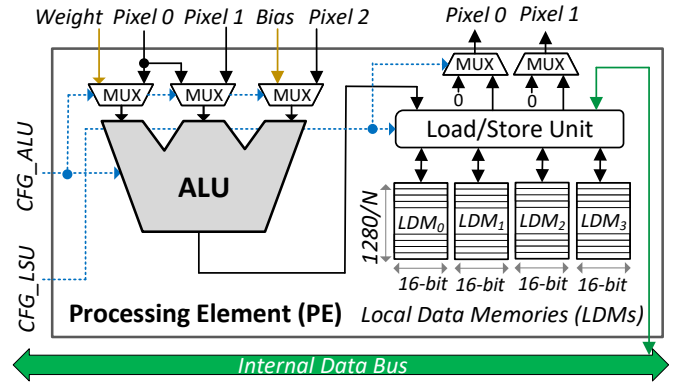 Pixel 0 Pixel 1
Weight Pixel 0 Pixel 1 Bias Pixel 2
MUX MUX
MUX MUX MUX
0 0
Load/Store Unit
ALU
CFG_ALU
CFG_LSU
1280/N
LDM0 LDM1 LDM2 LDM3
16-bit 16-bit 16-bit 16-bit
Processing Element (PE) Local Data Memories (LDMs)
Internal Data Bus